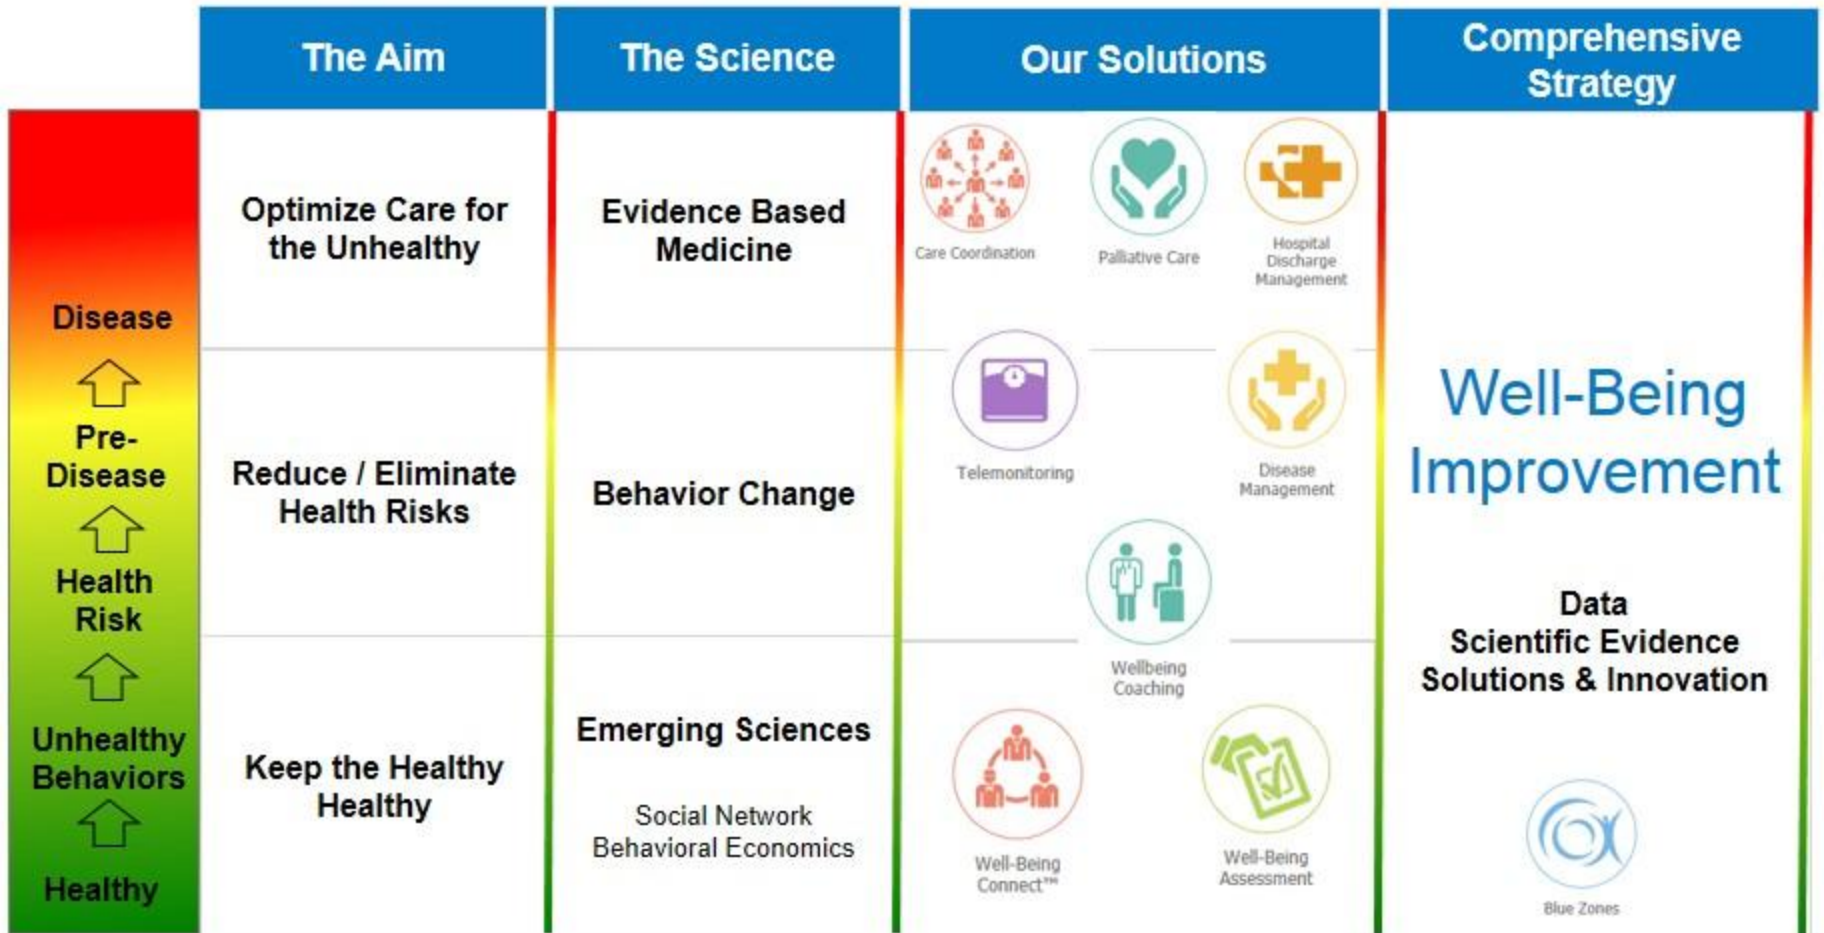 The Aim
The Science
Our Solutions
Comprehensive
Strategy
Disease
Pre-
Disease
Health
Risk
Unhealthy
Behaviors
Healthy
Optimize Care for
the Unhealthy
Evidence Based
Medicine
Care Coordination
Palliative Care
Hospital
Discharge
Management
Reduce / Eliminate
Health Risks
Behavior Change
Telemonitoring
Disease
Management
Wellbeing
Coaching
Keep the Healthy
Healthy
Emerging Sciences
Social Network
Behavioral Economics
Well-Being
Connect™
Well-Being
Assessment
Well-Being
Improvement
Data
Scientific Evidence
Solutions & Innovation
Blue Zones